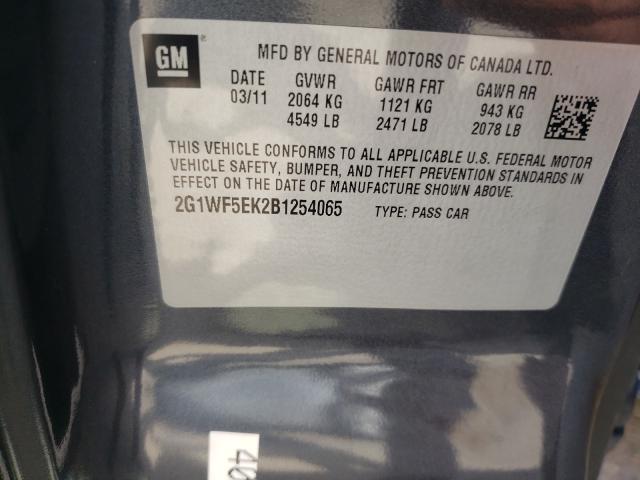 GM
MFD BY GENERAL MOTORS OF CANADA LTD.
DATE GVWR GAWR FRT GAWR RR
03/11 2064 KG 1121 KG 943 KG
4549 LB 2471 LB 2078 LB
THIS VEHICLE CONFORMS TO ALL APPLICABLE U.S. FEDERAL MOTOR
VEHICLE SAFETY, BUMPER, AND THEFT PREVENTION STANDARDS IN
EFFECT ON THE DATE OF MANUFACTURE SHOWN ABOVE.
2G1WF5EK2B1254065 TYPE: PASS CAR